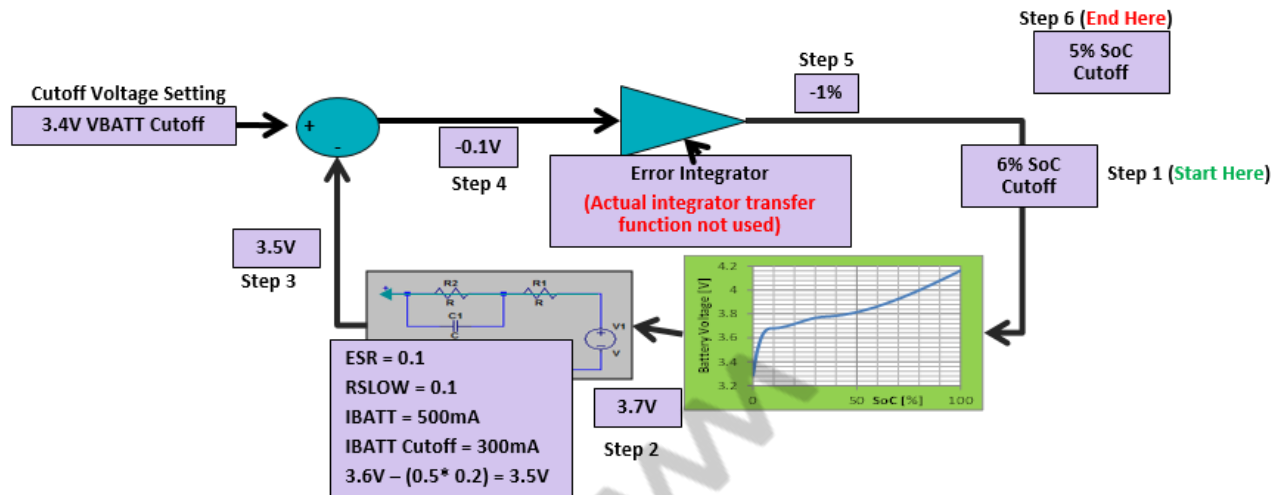 Step 6 (End Here)
5% SoC
Cutoff
Step 5
-1%
Cutoff Voltage Setting
3.4V VBATT Cutoff
+
-
-0.1V
Step 4
Error Integrator
(Actual integrator transfer
function not used)
6% SoC
Cutoff
Step 1 (Start Here)
3.5V
Step 3
R2
R
R1
R
C1
C
V1
V
+
-
ESR = 0.1
RSLOW = 0.1
IBATT = 500mA
IBATT Cutoff = 300mA
3.6V – (0.5* 0.2) = 3.5V
3.7V
Step 2
Battery Voltage [V]
4.2
4
3.8
3.6
3.4
3.2
0
50
100
SoC [%]